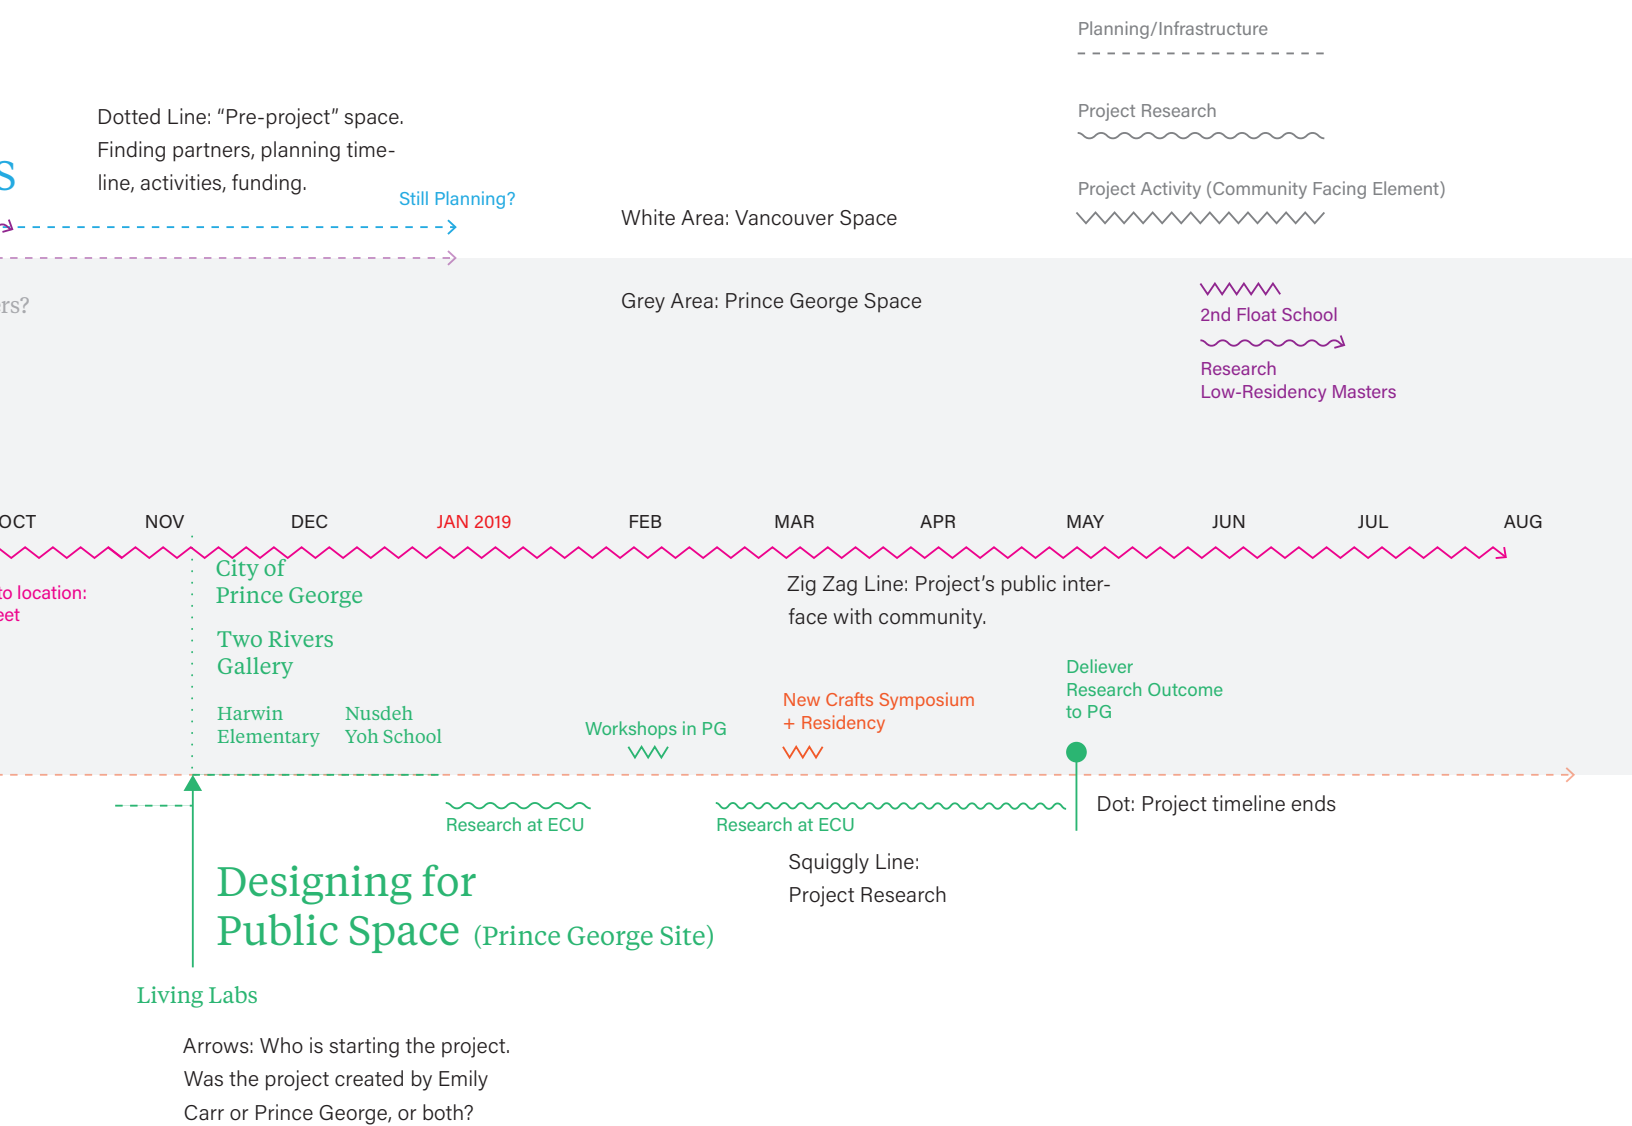 Planning/Infrastructure
Project Research
Project Activity (Community Facing Element)
Dotted Line: “Pre-project” space.
Finding partners, planning time-
line, activities, funding.
S
Still Planning?
White Area: Vancouver Space
Grey Area: Prince George Space
ers?
2nd Float School
Research
Low-Residency Masters
OCT NOV DEC JAN 2019 FEB MAR APR MAY JUN JUL AUG
to location:
eet
City of
Prince George
Two Rivers
Gallery
Harwin
Elementary
Nusdeh
Yoh School
Zig Zag Line: Project’s public inter-
face with community.
Workshops in PG
New Crafts Symposium
+ Residency
Deliever
Research Outcome
to PG
Dot: Project timeline ends
Research at ECU
Research at ECU
Squiggly Line:
Project Research
Designing for
Public Space (Prince George Site)
Living Labs
Arrows: Who is starting the project.
Was the project created by Emily
Carr or Prince George, or both?